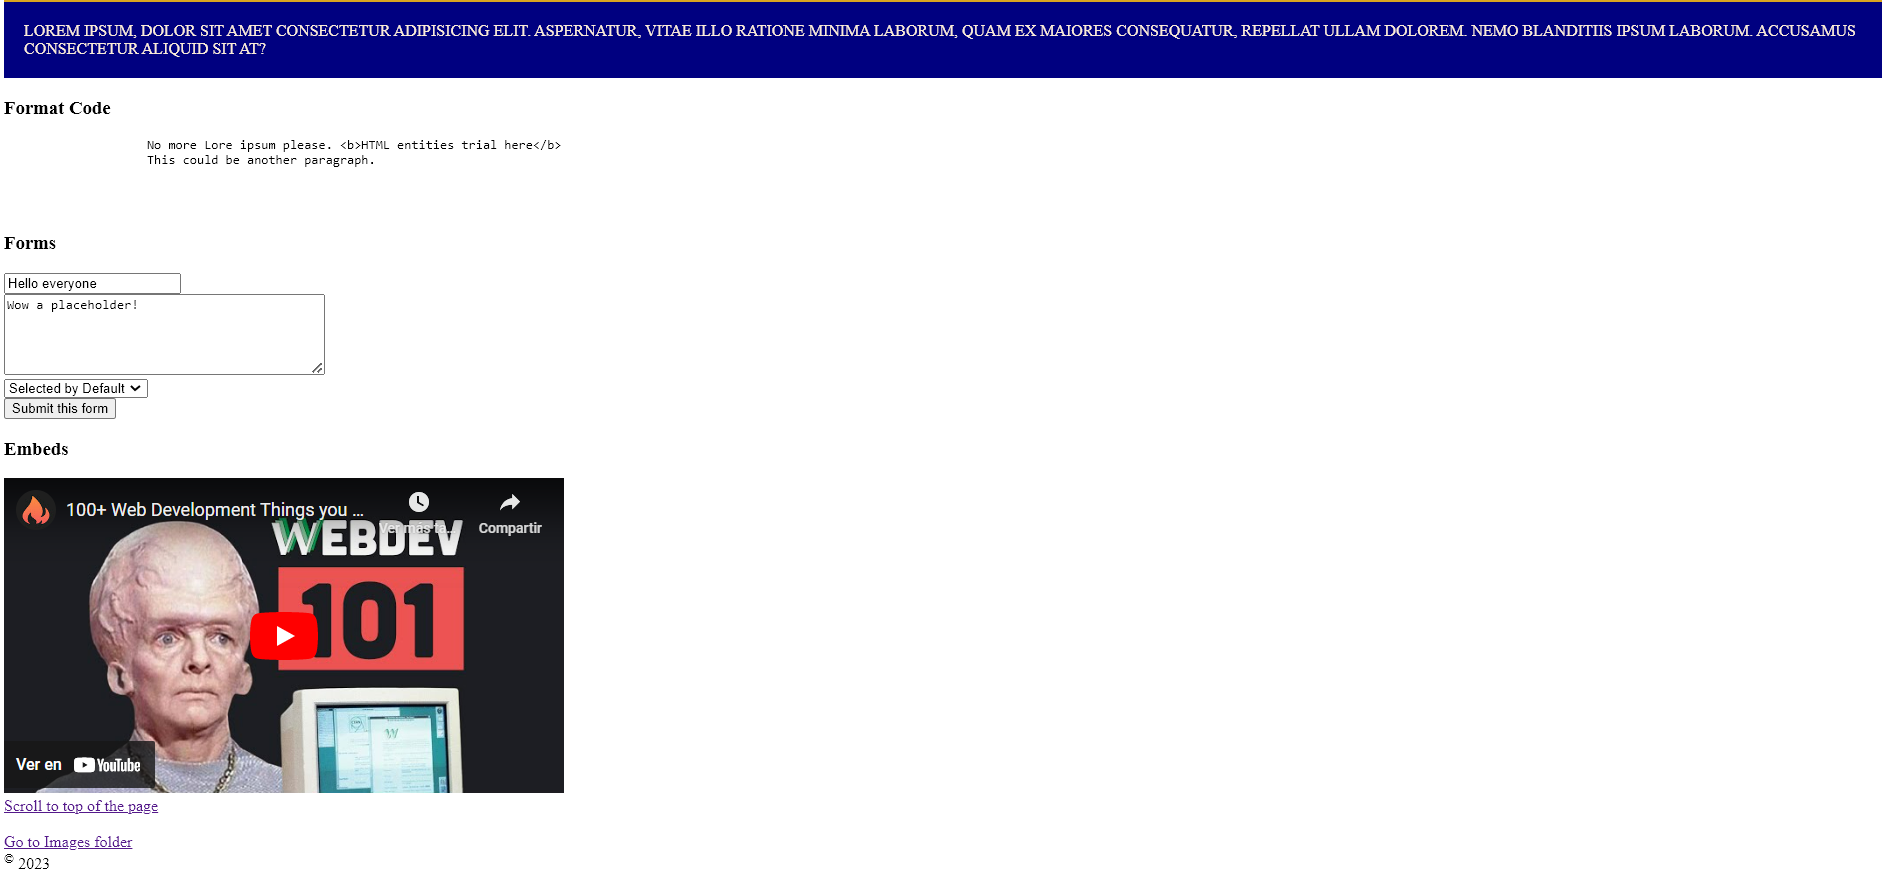 LOREM IPSUM, DOLOR SIT AMET CONSECTETUR ADIPISICING ELIT. ASPERNATUR, VITAE ILLO RATIONE MINIMA LABORUM, QUAM EX MAIORES CONSEQUATUR, REPELLAT ULLAM DOLOREM. NEMO BLANDITIIS IPSUM LABORUM. ACCUSAMUS
CONSECTETUR ALIQUID SIT AT?
Format Code
No more Lore ipsum please. <b>HTML entities trial here</b>
This could be another paragraph.
Forms
Hello everyone
Wow a placeholder!
Selected by Default
Submit this form
Embeds
100+ Web Development Things you ...
Ver más ta...
Compartir
WEBDEV
101
W
Ver en YouTube
Scroll to top of the page
Go to Images folder
© 2023